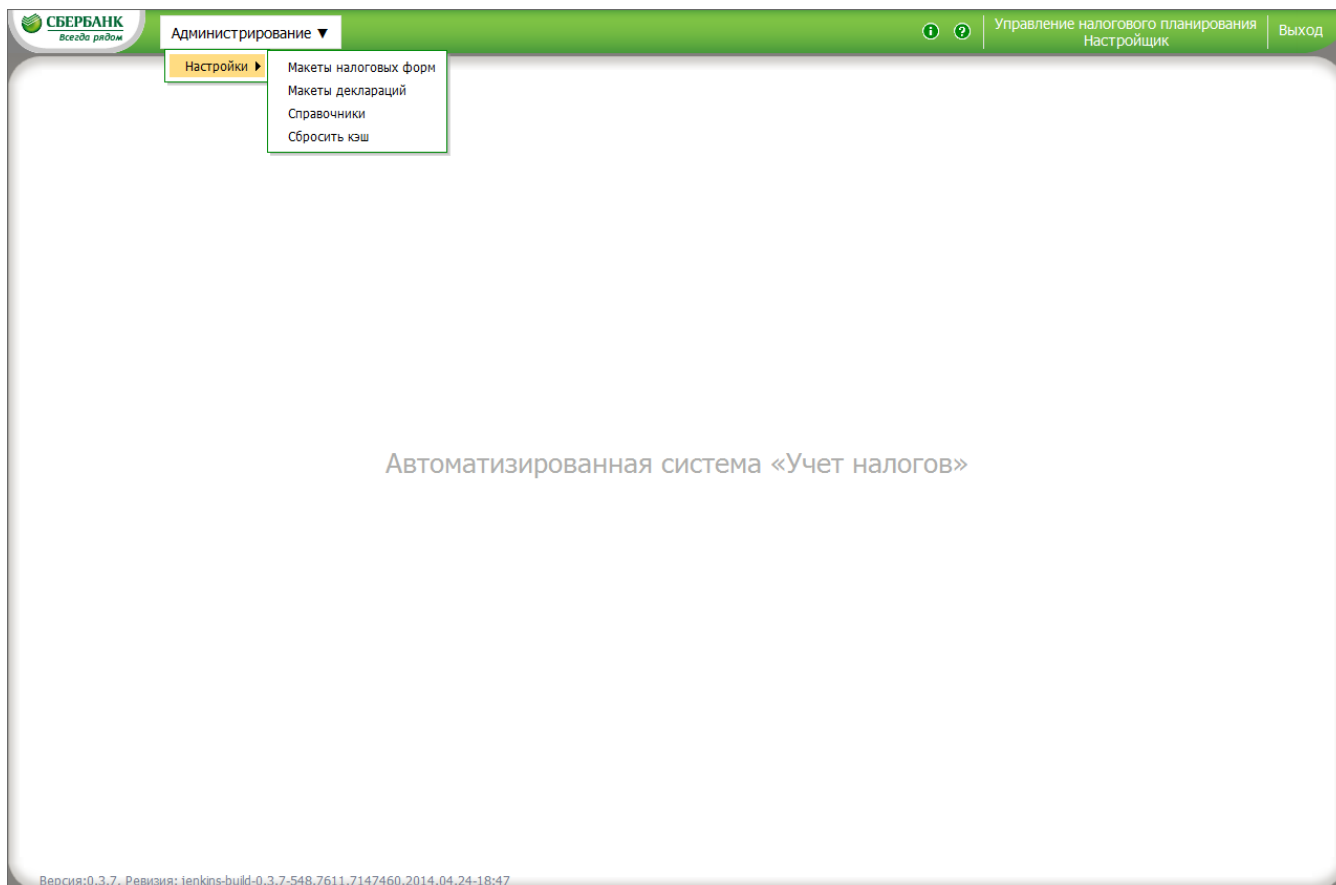 СБЕРБАНК
Всегда рядом
Администрирование ▼
Управление налогового планирования
Настройщик
Выход
Настройки
Макеты налоговых форм
Макеты деклараций
Справочники
Сбросить кэш
Автоматизированная система «Учет налогов»
Версия:0.3.7, Ревизия: jenkins-build-0.3.7-548,7611,7147460,2014.04.24-18:47